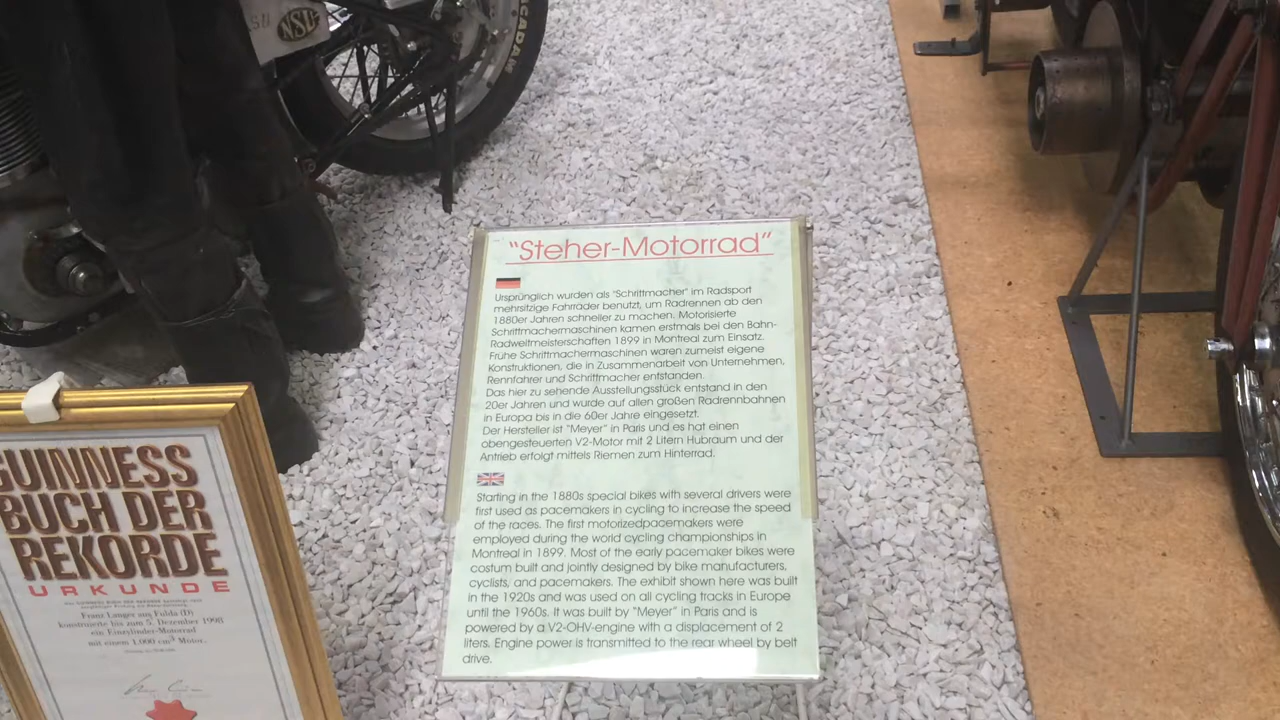 NSU
"Steher-Motorrad"
Ursprünglich wurden als "Schrittmacher" im Radsport
mehrsitzige Fahrräder benutzt, um Radrennen ab den
1880er Jahren schneller zu machen. Motorisierte
Schrittmachermaschinen kamen erstmals bei den Bahn-
Radweltmeisterschaften 1899 in Montreal zum Einsatz.
Frühe Schrittmachermaschinen waren zumeist eigene
Konstruktionen, die in Zusammenarbeit von Unternehmen,
Rennfahrer und Schrittmacher entstanden.
Das hier zu sehende Ausstellungsstück entstand in den
20er Jahren und wurde auf allen großen Radrennbahnen
in Europa bis in die 60er Jahre eingesetzt.
Der Hersteller ist "Meyer" in Paris und es hat einen
obengesteuerten V2-Motor mit 2 Litern Hubraum und der
Antrieb erfolgt mittels Riemen zum Hinterrad.
Starting in the 1880s special bikes with several drivers were
first used as pacemakers in cycling to increase the speed
of the races. The first motorizedpacemakers were
employed during the world cycling championships in
Montreal in 1899. Most of the early pacemaker bikes were
costum built and jointly designed by bike manufacturers,
cyclists, and pacemakers. The exhibit shown here was built
in the 1920s and was used on all cycling tracks in Europe
until the 1960s. It was built by "Meyer" in Paris and is
powered by a V2-OHV-engine with a displacement of 2
liters. Engine power is transmitted to the rear wheel by belt
drive.
GUINNESS
BUCH DER
REKORDE
URKUNDE
Franz Langer aus Fulda (D)
konstruierte bis zum 5. Dezember 1998
ein Einzylinder-Motorrad
mit einem 1.000 cm³ Motor.